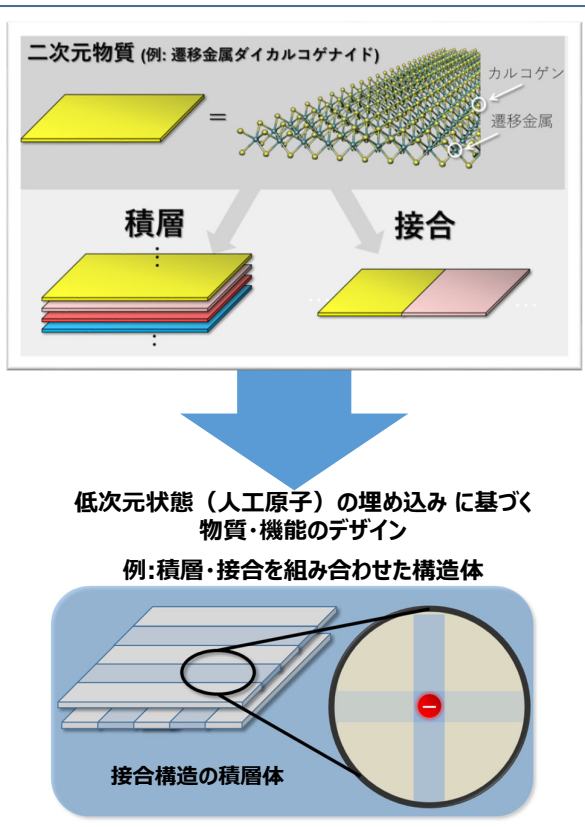 二次元物質 (例: 遷移金属ダイカルコゲナイド)
カルコゲン
=
遷移金属
積層
接合
低次元状態（人工原子）の埋め込み に基づく
物質・機能のデザイン
例:積層・接合を組み合わせた構造体
接合構造の積層体